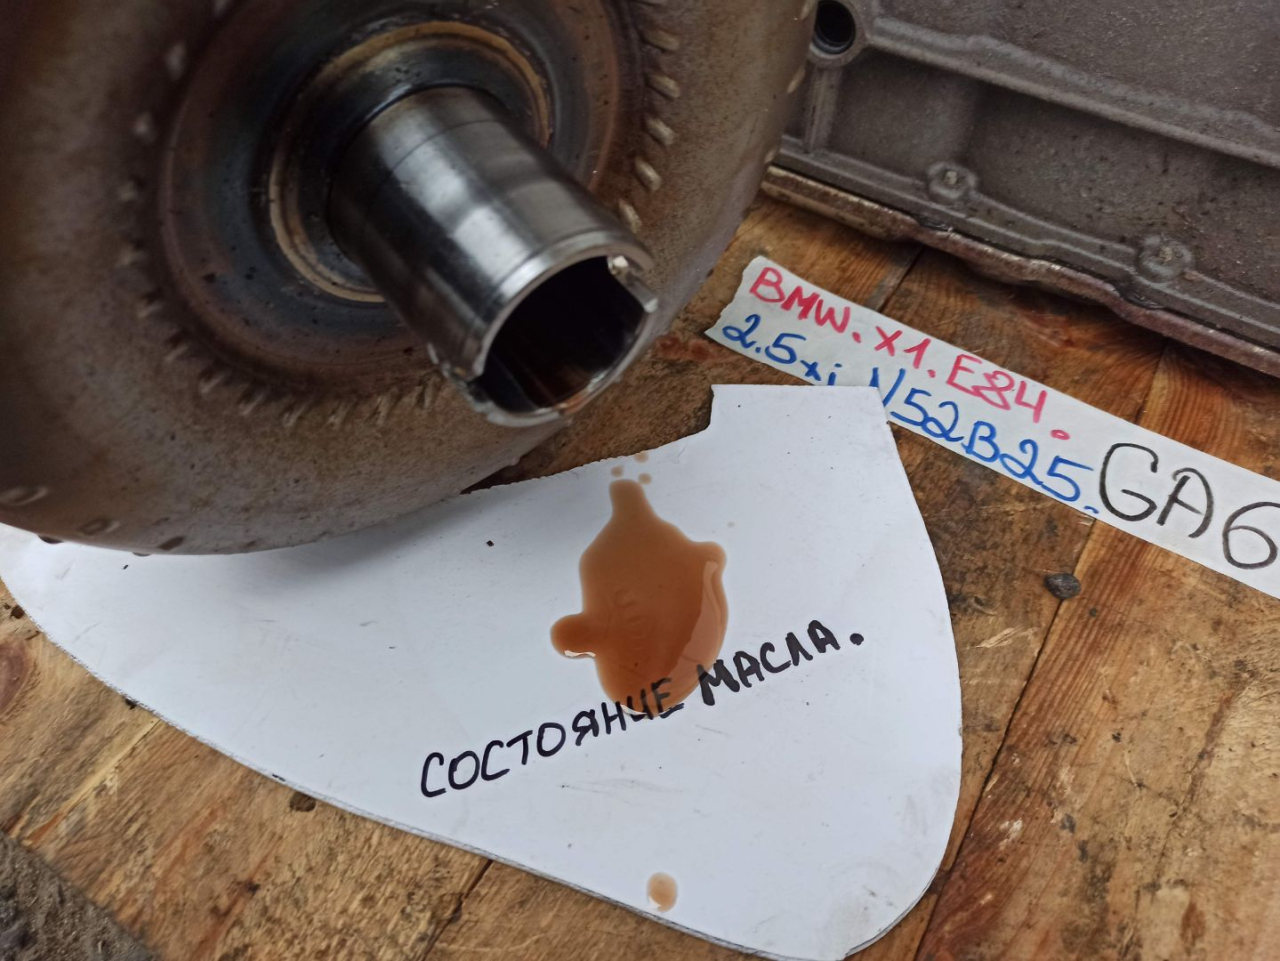 BMW. X1. E84.
2.5xi N52B25. GA6
СОСТОЯНИЕ МАСЛА.